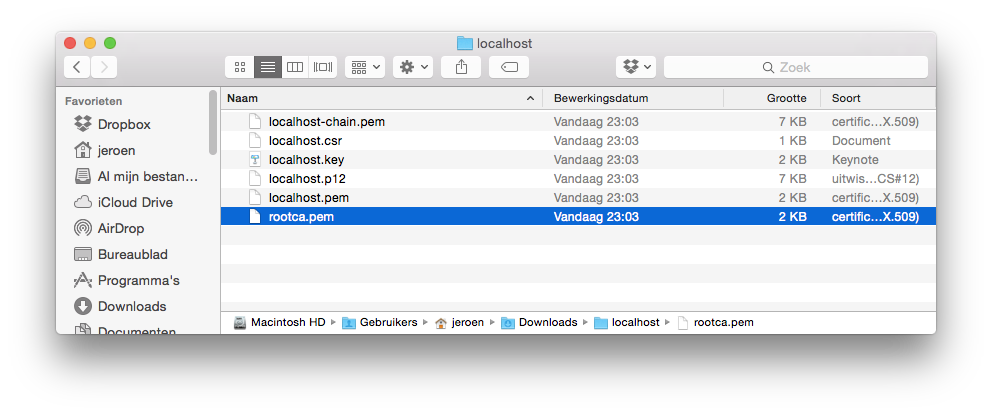 localhost
Zoek
Favorieten
Dropbox
jeroen
Al mijn bestan...
iCloud Drive
AirDrop
Bureaublad
Programma's
Downloads
Documenten
Naam Bewerkingsdatum Grootte Soort
localhost-chain.pem Vandaag 23:03 7 KB certific...X.509)
localhost.csr Vandaag 23:03 1 KB Document
localhost.key Vandaag 23:03 2 KB Keynote
localhost.p12 Vandaag 23:03 7 KB uitwis...CS#12)
localhost.pem Vandaag 23:03 2 KB certific...X.509)
rootca.pem Vandaag 23:03 2 KB certific...X.509)
Macintosh HD Gebruikers jeroen Downloads localhost rootca.pem